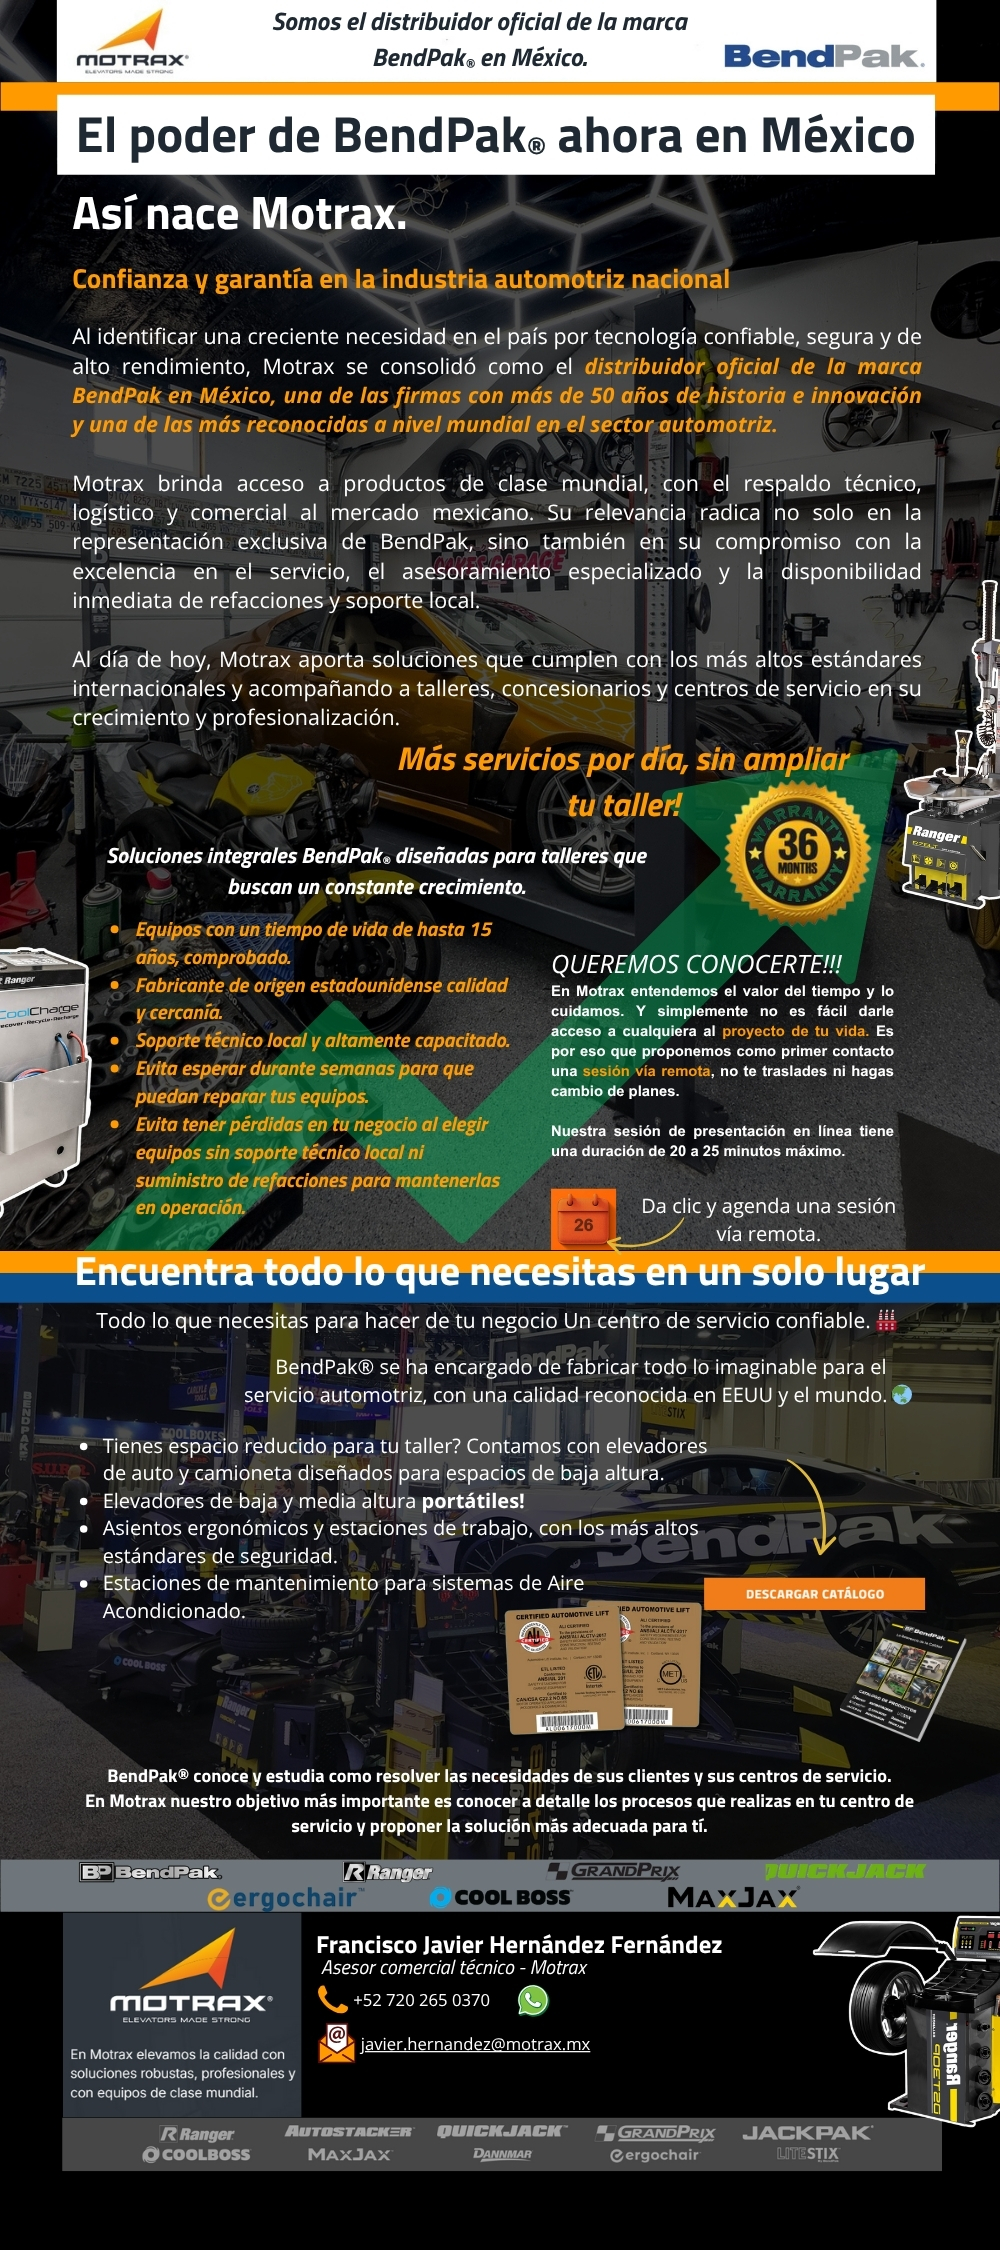 MOTRAX
ELEVATORS MADE STRONG
Somos el distribuidor oficial de la marca
BendPak® en México.
BendPak.
El poder de BendPak® ahora en México
Así nace Motrax.
Confianza y garantía en la industria automotriz nacional
Al identificar una creciente necesidad en el país por tecnología confiable, segura y de
alto rendimiento, Motrax se consolidó como el distribuidor oficial de la marca
BendPak en México, una de las firmas con más de 50 años de historia e innovación
y una de las más reconocidas a nivel mundial en el sector automotriz.
Motrax brinda acceso a productos de clase mundial, con el respaldo técnico,
logístico y comercial al mercado mexicano. Su relevancia radica no solo en la
representación exclusiva de BendPak, sino también en su compromiso con la
excelencia en el servicio, el asesoramiento especializado y la disponibilidad
inmediata de refacciones y soporte local.
Al día de hoy, Motrax aporta soluciones que cumplen con los más altos estándares
internacionales y acompañando a talleres, concesionarios y centros de servicio en su
crecimiento y profesionalización.
Más servicios por día, sin ampliar
tu taller!
WARRANTY
36
MONTHS
WARRANTY
Ranger
Soluciones integrales BendPak® diseñadas para talleres que
buscan un constante crecimiento.
• Equipos con un tiempo de vida de hasta 15
años, comprobado.
• Fabricante de origen estadounidense calidad
y cercanía.
• Soporte técnico local y altamente capacitado.
• Evita esperar durante semanas para que
puedan reparar tus equipos.
• Evita tener pérdidas en tu negocio al elegir
equipos sin soporte técnico local ni
suministro de refacciones para mantenerlas
en operación.
Ranger
CoolCharge
QUEREMOS CONOCERTE!!!
En Motrax entendemos el valor del tiempo y lo
cuidamos. Y simplemente no es fácil darle
acceso a cualquiera al proyecto de tu vida. Es
por eso que proponemos como primer contacto
una sesión vía remota, no te traslades ni hagas
cambio de planes.
Nuestra sesión de presentación en línea tiene
una duración de 20 a 25 minutos máximo.
26
Da clic y agenda una sesión
vía remota.
Encuentra todo lo que necesitas en un solo lugar
Todo lo que necesitas para hacer de tu negocio Un centro de servicio confiable.
BendPak® se ha encargado de fabricar todo lo imaginable para el
servicio automotriz, con una calidad reconocida en EEUU y el mundo.
• Tienes espacio reducido para tu taller? Contamos con elevadores
de auto y camioneta diseñados para espacios de baja altura.
• Elevadores de baja y media altura portátiles!
• Asientos ergonómicos y estaciones de trabajo, con los más altos
estándares de seguridad.
• Estaciones de mantenimiento para sistemas de Aire
Acondicionado.
BendPak
DESCARGAR CATÁLOGO
CERTIFIED AUTOMOTIVE LIFT
COOL BOSS
BendPak
CATÁLOGO DE PRODUCTOS
BendPak® conoce y estudia como resolver las necesidades de sus clientes y sus centros de servicio.
En Motrax nuestro objetivo más importante es conocer a detalle los procesos que realizas en tu centro de
servicio y proponer la solución más adecuada para tí.
BP BendPak. R Ranger GRANDPRIX QUICKJACK
ergochair™ COOL BOSS MAXJAX
MOTRAX
ELEVATORS MADE STRONG
En Motrax elevamos la calidad con
soluciones robustas, profesionales y
con equipos de clase mundial.
Francisco Javier Hernández Fernández
Asesor comercial técnico - Motrax
+52 720 265 0370
javier.hernandez@motrax.mx
Ranger
R Ranger AUTOSTACKER QUICKJACK GRANDPRIX JACKPAK
COOLBOSS MAXJAX DANNMAR ergochair LITESTIX